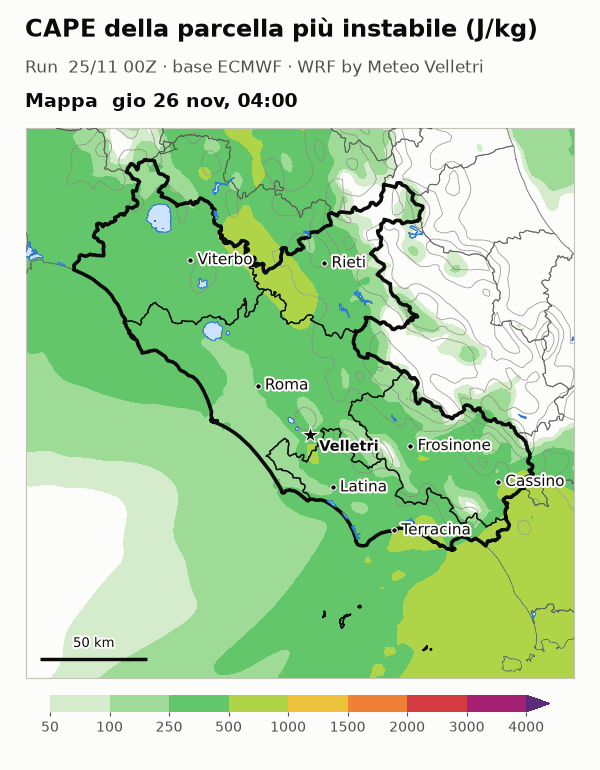 CAPE della parcella più instabile (J/kg)
Run  25/11 00Z · base ECMWF · WRF by Meteo Velletri
Mappa  gio 26 nov, 04:00
Viterbo
Rieti
Roma
Velletri
Frosinone
Latina
Cassino
Terracina
50 km
50 100 250 500 1000 1500 2000 3000 4000